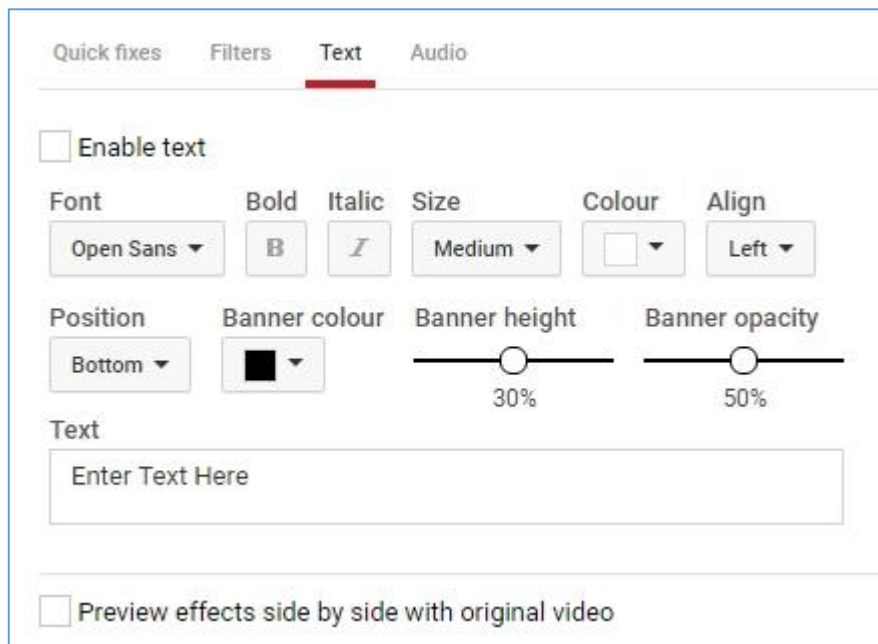 Quick fixes Filters Text Audio
Enable text
Font Bold Italic Size Colour Align
Open Sans B I Medium Left
Position Banner colour Banner height Banner opacity
Bottom
30% 50%
Text
Enter Text Here
Preview effects side by side with original video